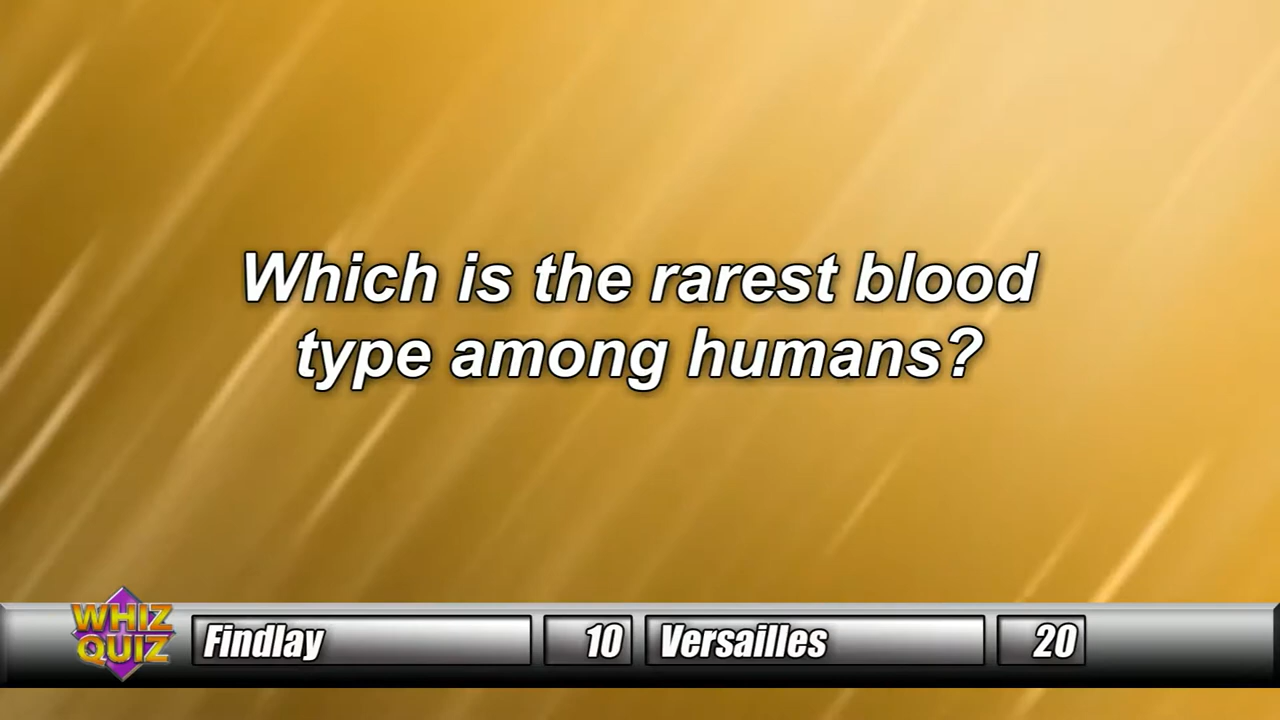 Which is the rarest blood
type among humans?
WHIZ
QUIZ
Findlay 10 Versailles 20